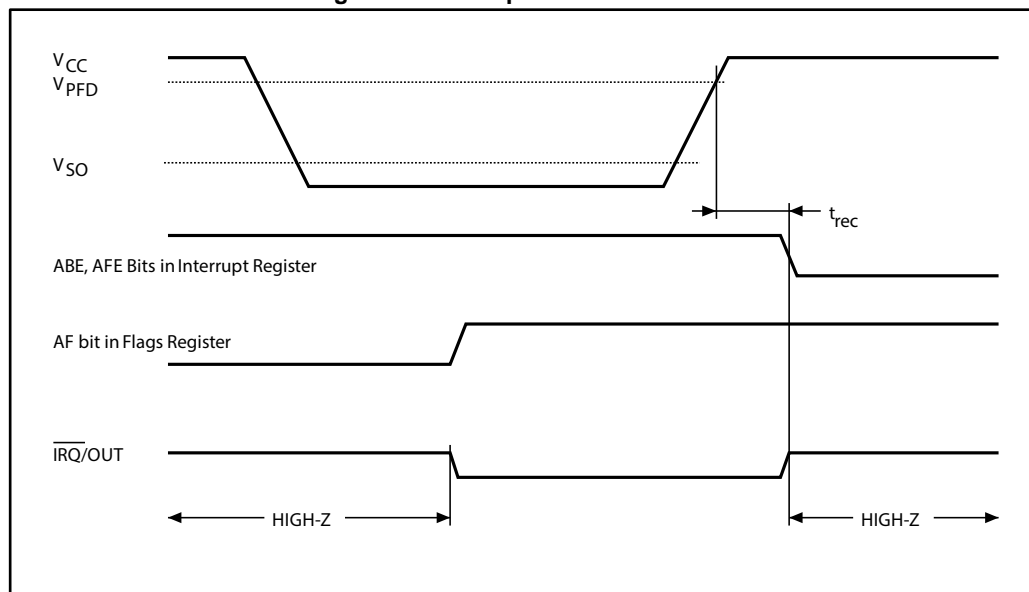 VCC
VPFD
VSO
trec
ABE, AFE Bits in Interrupt Register
AF bit in Flags Register
IRQ/OUT
HIGH-Z
HIGH-Z